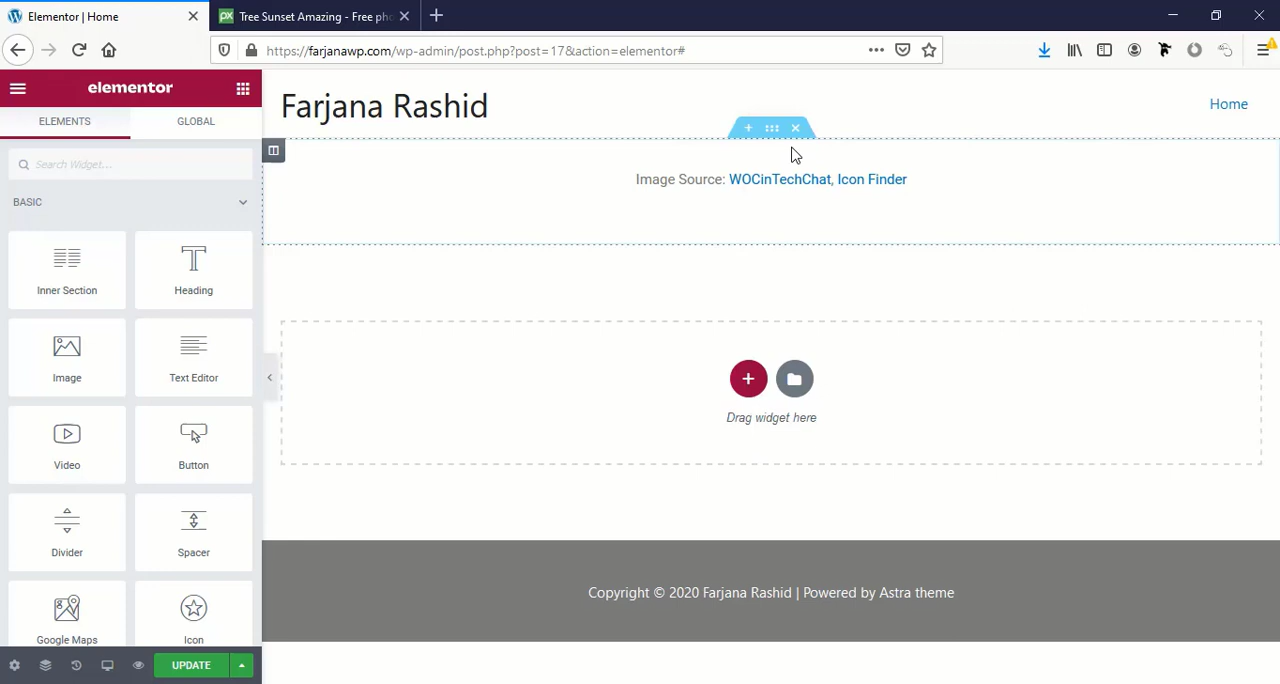 Elementor | Home
Tree Sunset Amazing - Free pho
https://farjanawp.com/wp-admin/post.php?post=17&action=elementor#
elementor
ELEMENTS
GLOBAL
Search Widget...
BASIC
Inner Section
Heading
Image
Text Editor
Video
Button
Divider
Spacer
Google Maps
Icon
UPDATE
Farjana Rashid
Home
Image Source: WOCinTechChat, Icon Finder
Drag widget here
Copyright © 2020 Farjana Rashid | Powered by Astra theme